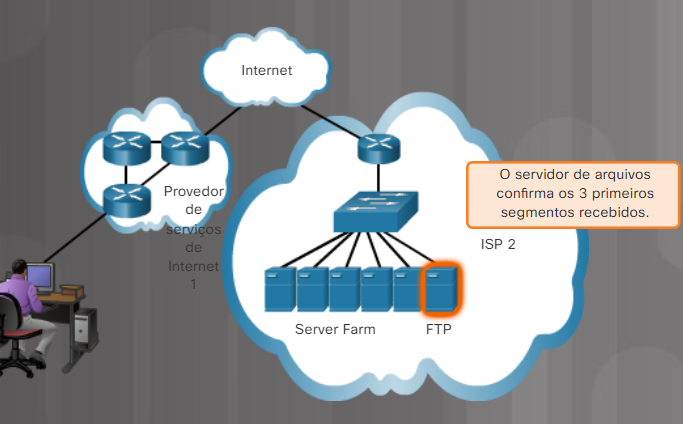 Internet
Provedor
de
serviços
de
Internet
1
O servidor de arquivos
confirma os 3 primeiros
segmentos recebidos.
ISP 2
Server Farm
FTP